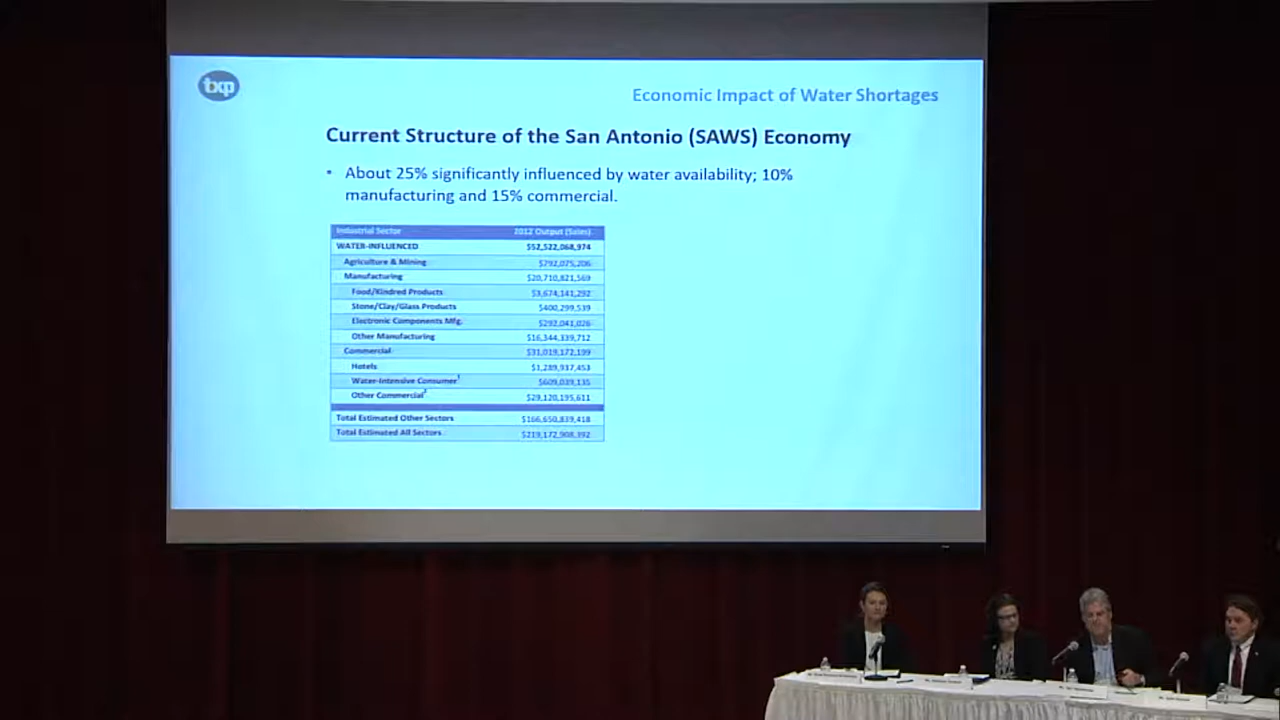 txp
Economic Impact of Water Shortages
Current Structure of the San Antonio (SAWS) Economy
• About 25% significantly influenced by water availability; 10%
manufacturing and 15% commercial.
Industrial Sector 2012 Output (Sales)
WATER-INFLUENCED $52,522,068,974
Agriculture & Mining $792,075,206
Manufacturing $20,710,821,569
Food/Kindred Products $3,674,141,292
Stone/Clay/Glass Products $400,299,539
Electronic Components Mfg. $292,041,026
Other Manufacturing $16,344,339,712
Commercial $31,019,172,199
Hotels $1,289,937,453
Water-Intensive Consumer¹ $609,039,135
Other Commercial² $29,120,195,611
Total Estimated Other Sectors $166,650,839,418
Total Estimated All Sectors $219,172,908,392